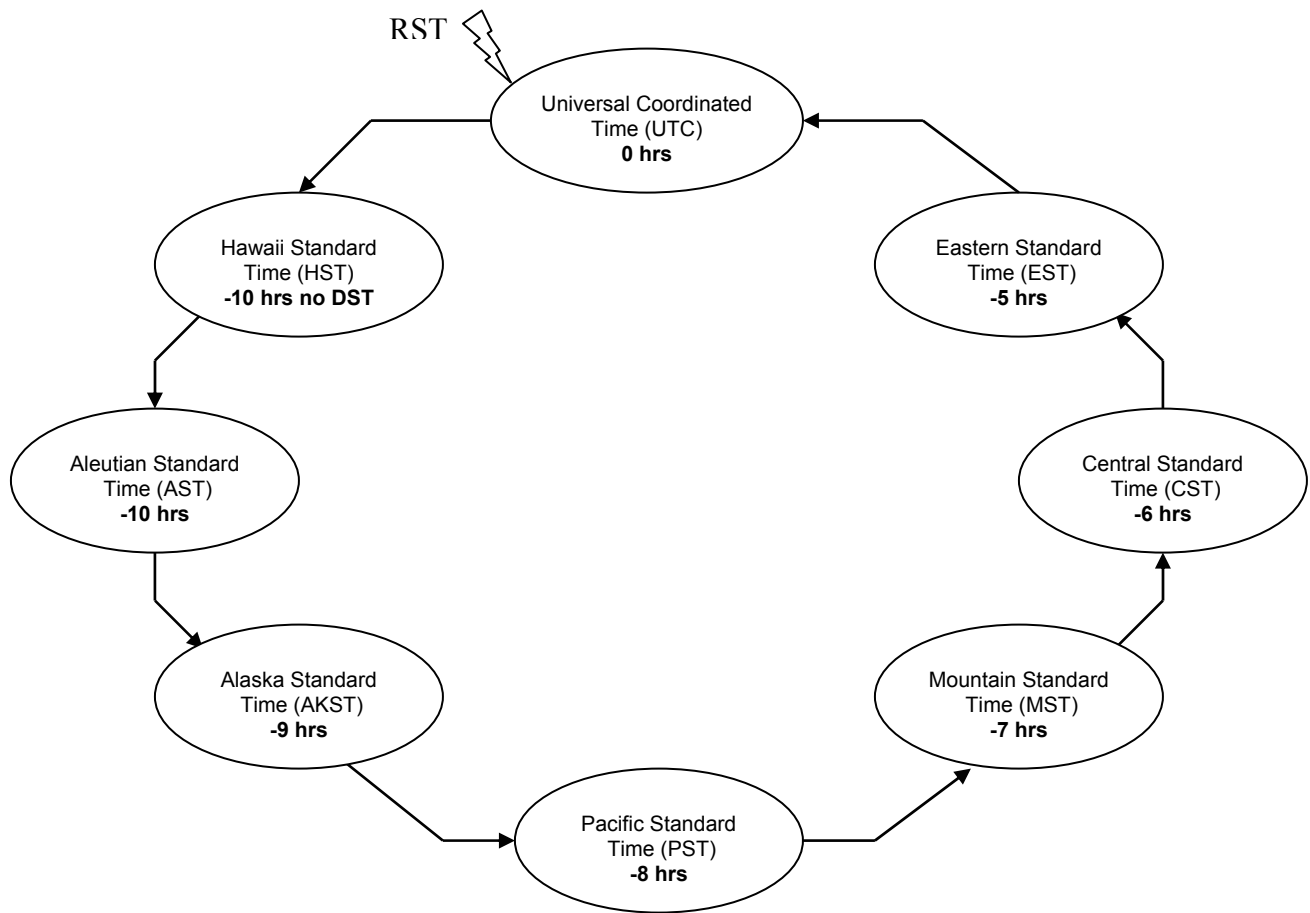 RST
Universal Coordinated
Time (UTC)
0 hrs
Hawaii Standard
Time (HST)
-10 hrs no DST
Eastern Standard
Time (EST)
-5 hrs
Aleutian Standard
Time (AST)
-10 hrs
Central Standard
Time (CST)
-6 hrs
Alaska Standard
Time (AKST)
-9 hrs
Mountain Standard
Time (MST)
-7 hrs
Pacific Standard
Time (PST)
-8 hrs